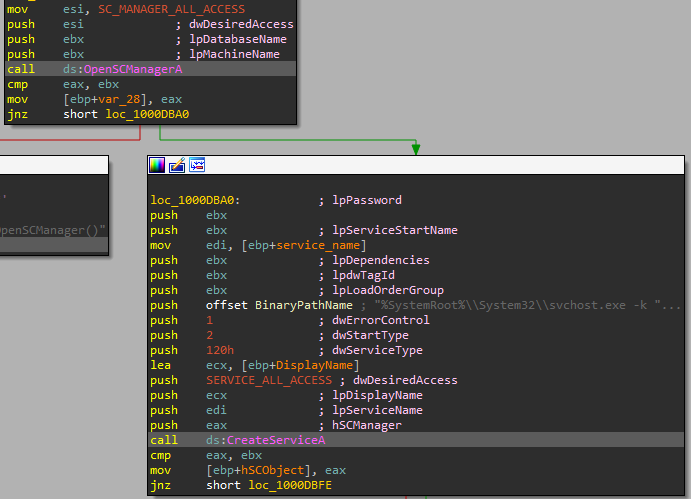 mov esi, SC_MANAGER_ALL_ACCESS
push esi ; dwDesiredAccess
push ebx ; lpDatabaseName
push ebx ; lpMachineName
call ds:OpenSCManagerA
cmp eax, ebx
mov [ebp+var_28], eax
jnz short loc_1000DBA0
penSCManager()"
loc_1000DBA0: ; lpPassword
push ebx
push ebx ; lpServiceStartName
mov edi, [ebp+service_name]
push ebx ; lpDependencies
push ebx ; lpdwTagId
push ebx ; lpLoadOrderGroup
push offset BinaryPathName ; "%SystemRoot%\\System32\\svchost.exe -k "...
push 1 ; dwErrorControl
push 2 ; dwStartType
push 120h ; dwServiceType
lea ecx, [ebp+DisplayName]
push SERVICE_ALL_ACCESS ; dwDesiredAccess
push ecx ; lpDisplayName
push edi ; lpServiceName
push eax ; hSCManager
call ds:CreateServiceA
cmp eax, ebx
mov [ebp+hSCObject], eax
jnz short loc_1000DBFE